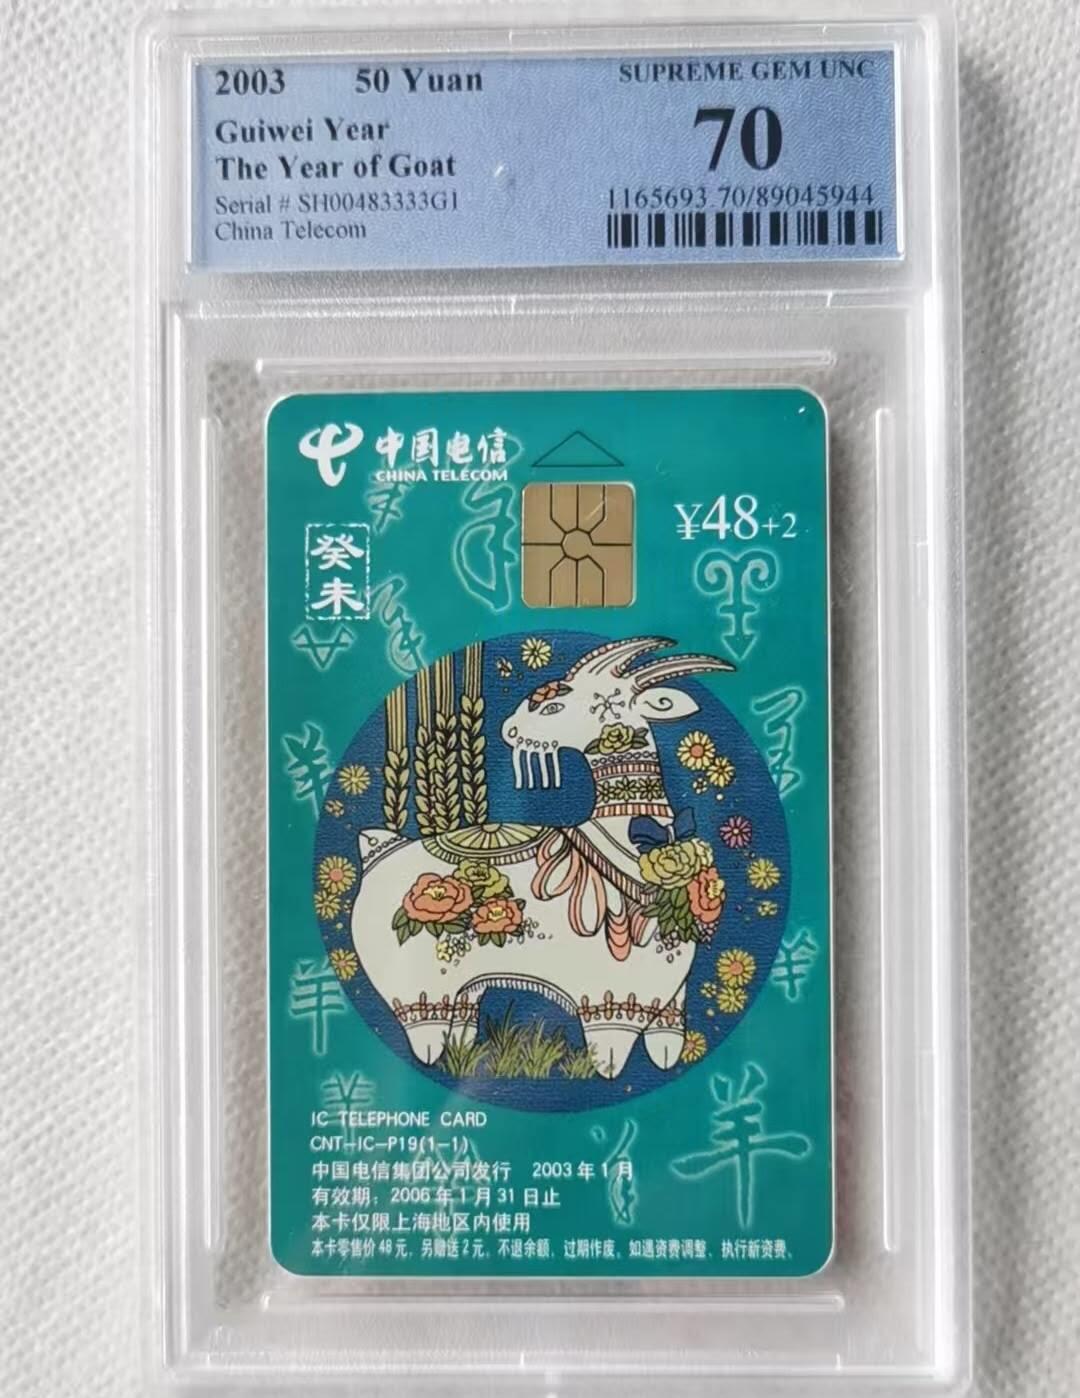 2003 50 Yuan
SUPREME GEM UNC
70
Guiwei Year
The Year of Goat
Serial # SH00483333G1
China Telecom
1165693.70/89045944
中国电信
CHINA TELECOM
¥48+2
癸未
羊
羊
羊
羊
羊
IC TELEPHONE CARD
CNT-IC-P19(1-1)
中国电信集团公司发行 2003年1月
有效期：2006年1月31日止
本卡仅限上海地区内使用
本卡零售价48元，另赠送2元。不退余额，过期作废。如遇资费调整，执行新资费。